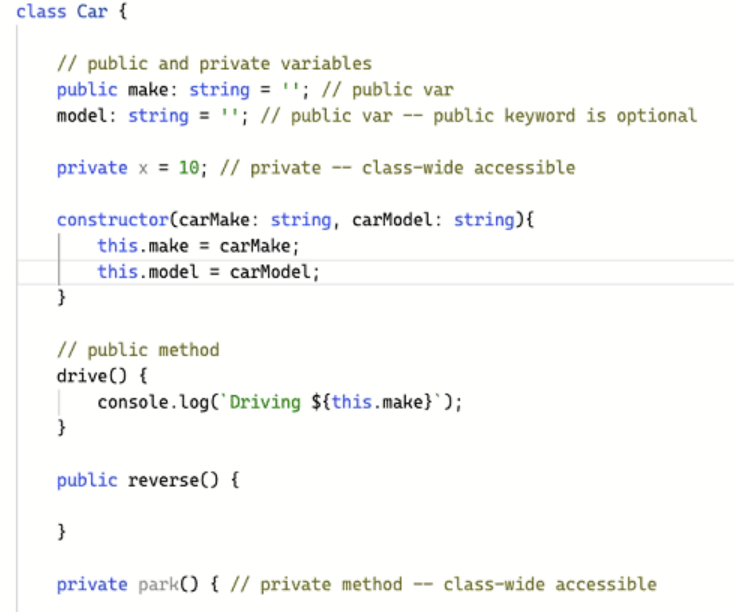 class Car {
// public and private variables
public make: string = ''; // public var
model: string = ''; // public var -- public keyword is optional
private x = 10; // private -- class-wide accessible
constructor(carMake: string, carModel: string){
this.make = carMake;
this.model = carModel;
}
// public method
drive() {
console.log(`Driving ${this.make}`);
}
public reverse() {
}
private park() { // private method -- class-wide accessible